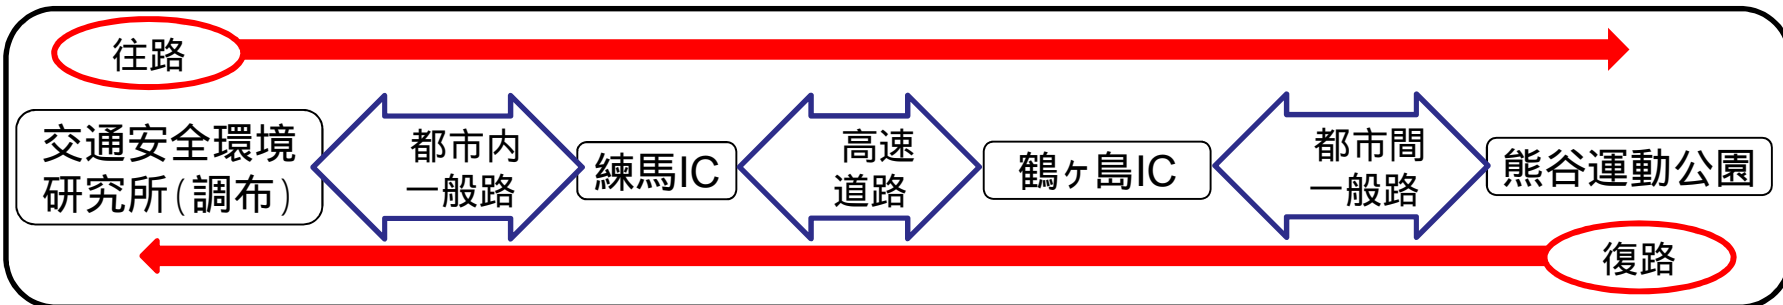 往路
交通安全環境
研究所(調布)
都市内
一般路
練馬IC
高速
道路
鶴ヶ島IC
都市間
一般路
熊谷運動公園
復路